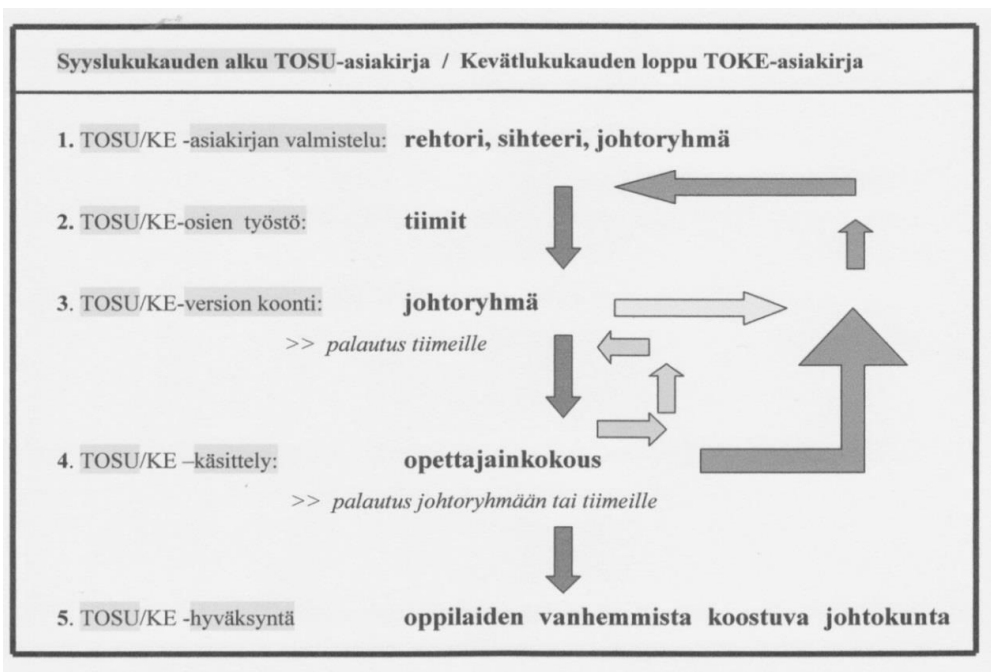 Syyslukukauden alku TOSU-asiakirja / Kevätlukukauden loppu TOKE-asiakirja
1. TOSU/KE -asiakirjan valmistelu: rehtori, sihteeri, johtoryhmä
2. TOSU/KE-osien työstö: tiimit
3. TOSU/KE-version koonti: johtoryhmä
>> palautus tiimeille
4. TOSU/KE –käsittely: opettajainkokous
>> palautus johtoryhmään tai tiimeille
5. TOSU/KE -hyväksyntä oppilaiden vanhemmista koostuva johtokunta